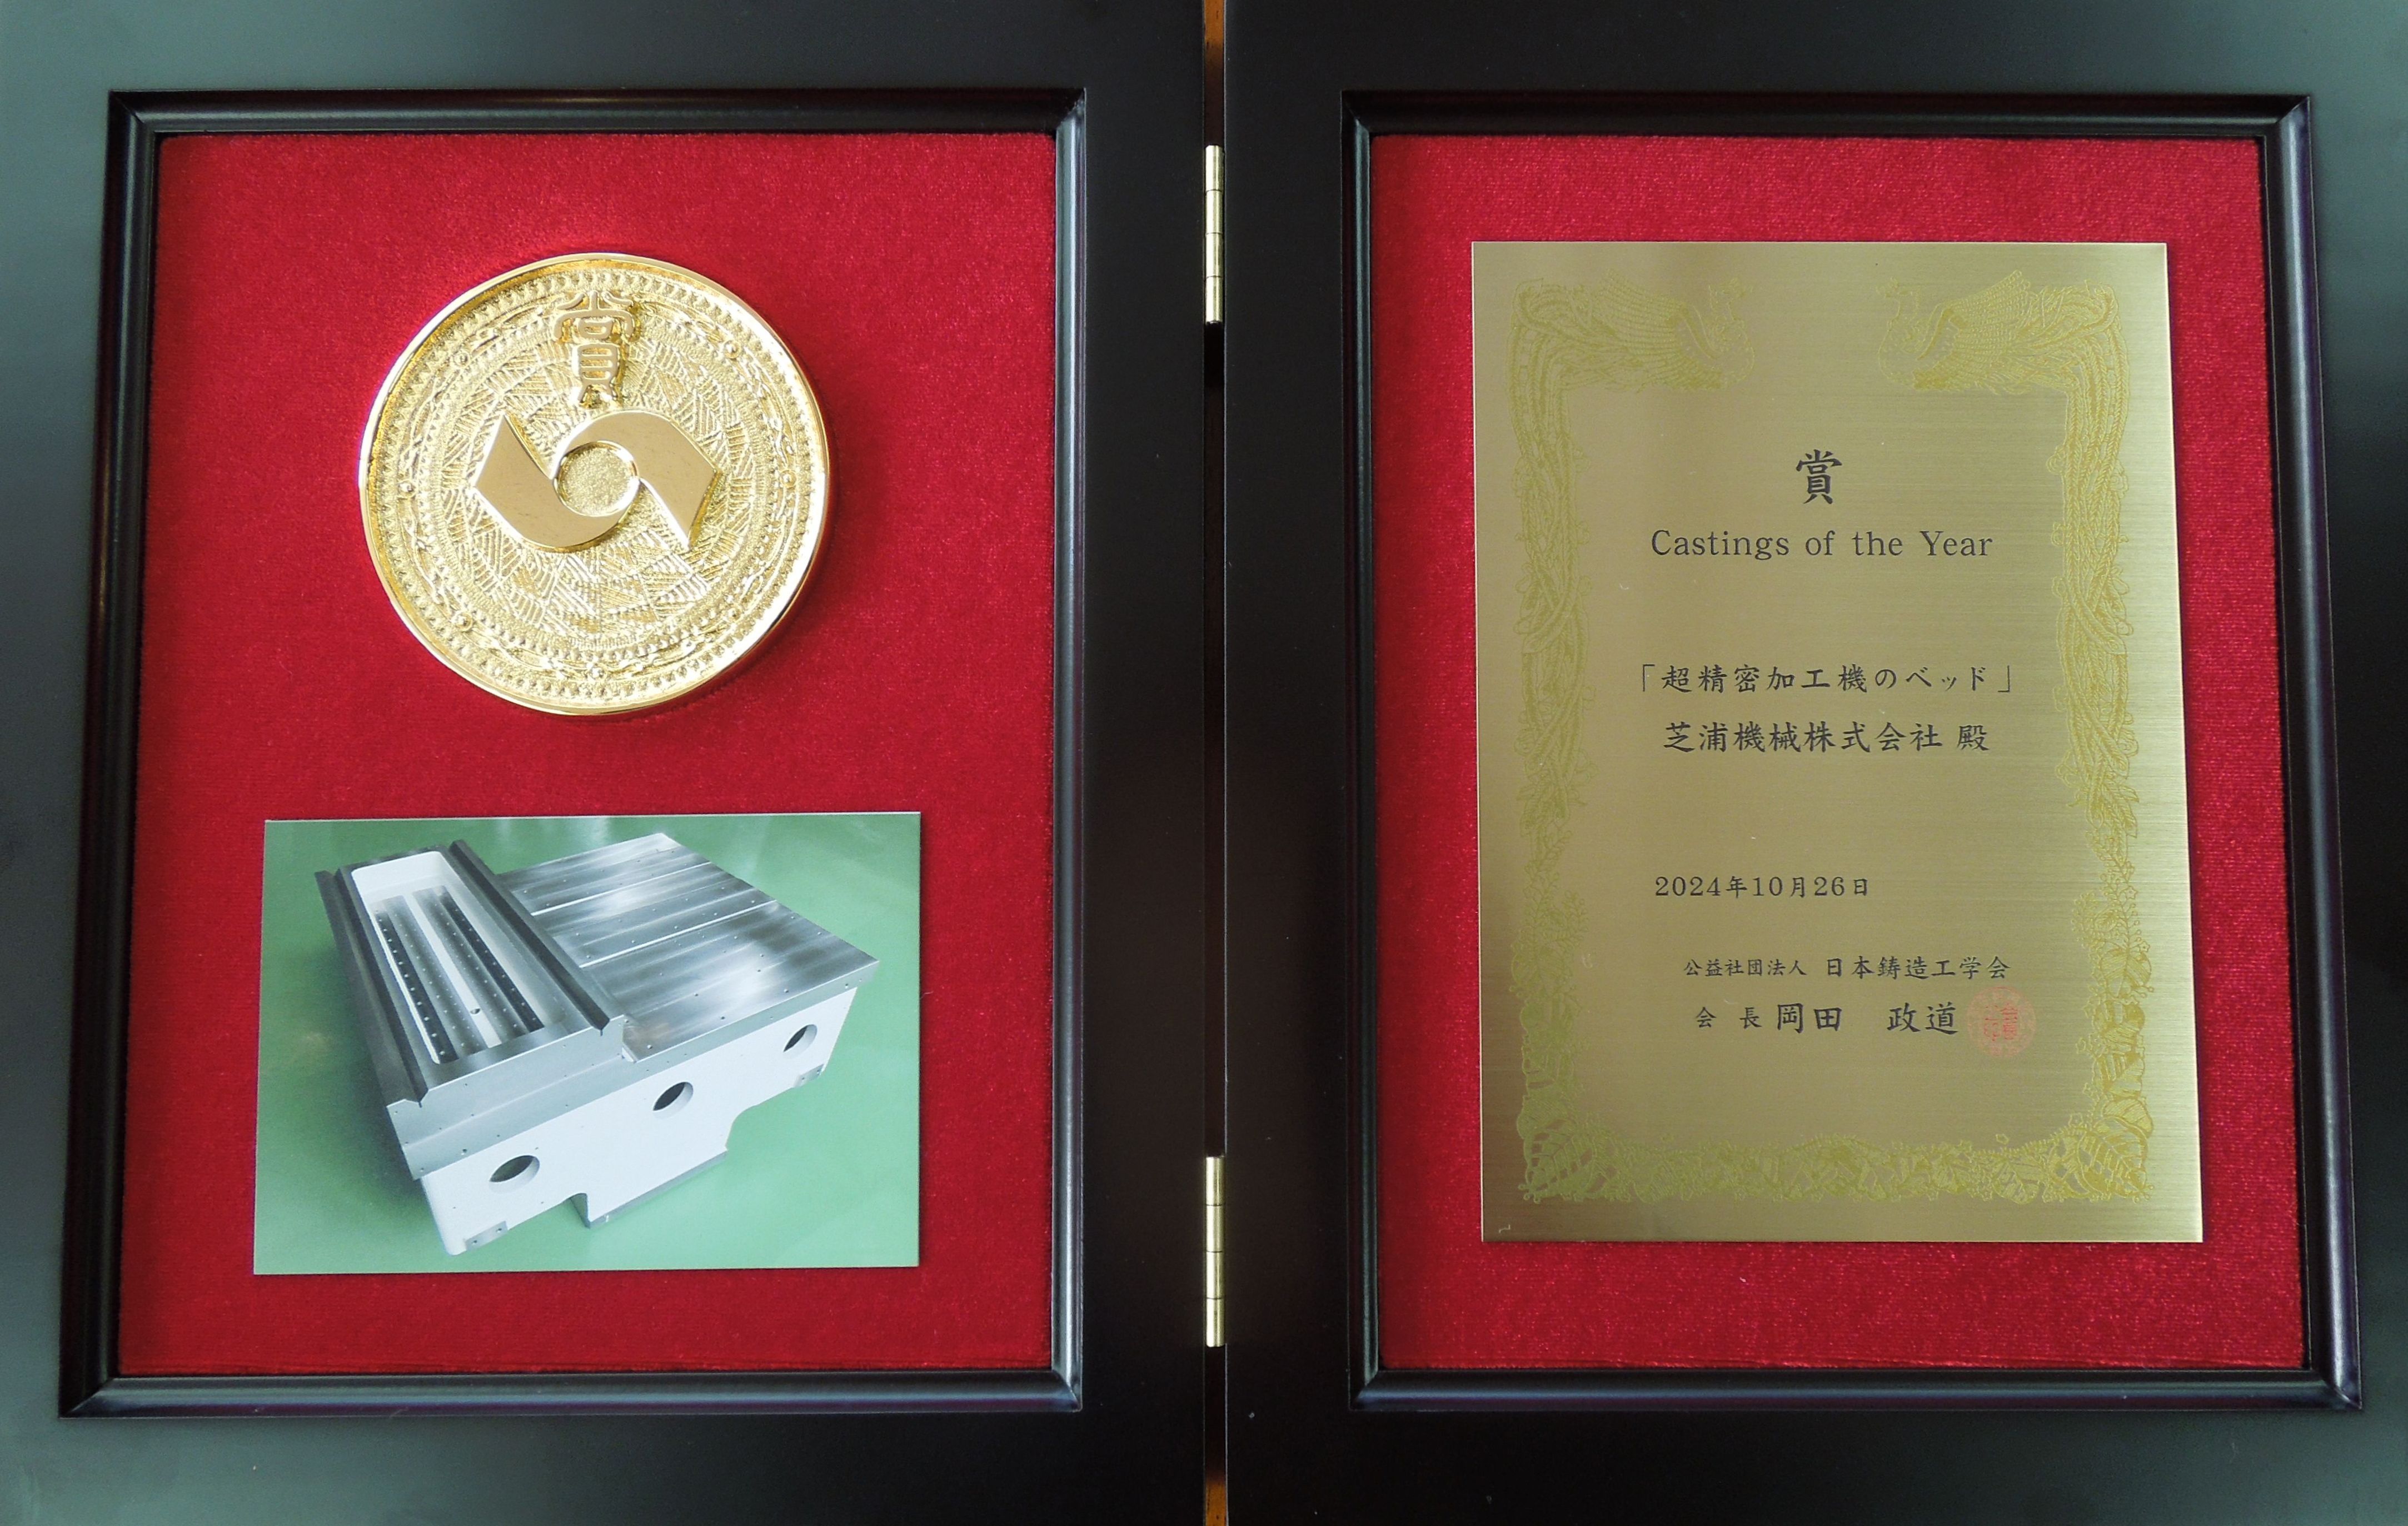 賞
賞
Castings of the Year
「超精密加工機のベッド」
芝浦機械株式会社 殿
2024年10月26日
公益社団法人 日本鋳造工学会
会 長 岡田 政道